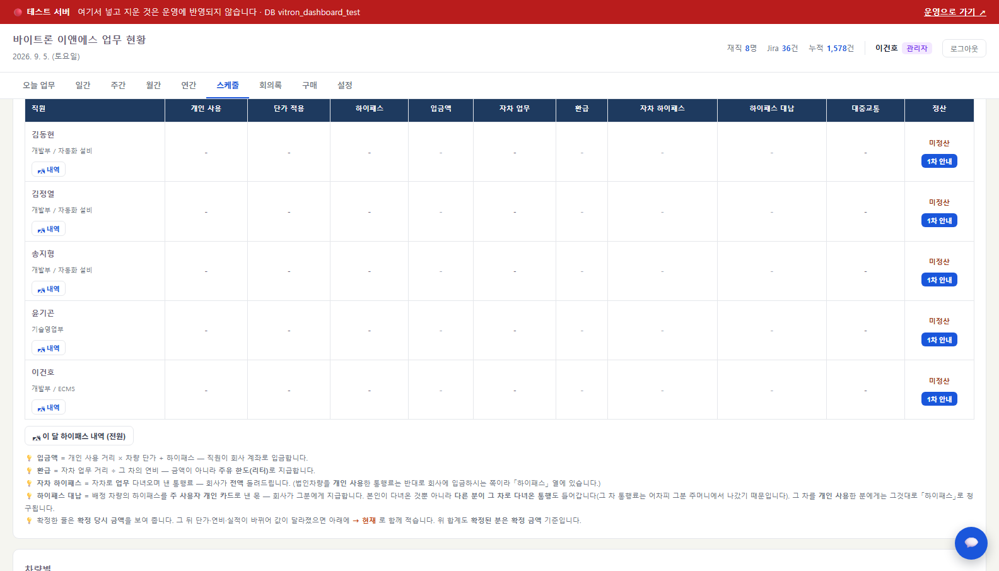 테스트 서버 여기서 넣고 지운 것은 운영에 반영되지 않습니다 · DB vitron_dashboard_test
운영으로 가기 ↗
바이트론 이앤에스 업무 현황
2026. 9. 5. (토요일)
재직 8명 Jira 36건 누적 1,578건 이건호 관리자 로그아웃
오늘 업무 일간 주간 월간 연간 스케줄 회의록 구매 설정
직원 개인 사용 단가 적용 하이패스 입금액 자차 업무 환급 자차 하이패스 하이패스 대납 대중교통 정산
김동현
개발부 / 자동화 설비
내역
- - - - - - - - -
미정산
1차 안내
김정열
개발부 / 자동화 설비
내역
- - - - - - - - -
미정산
1차 안내
송지형
개발부 / 자동화 설비
내역
- - - - - - - - -
미정산
1차 안내
윤기곤
기술영업부
내역
- - - - - - - - -
미정산
1차 안내
이건호
개발부 / ECMS
내역
- - - - - - - - -
미정산
1차 안내
이 달 하이패스 내역 (전원)
입금액 = 개인 사용 거리 × 차량 단가 + 하이패스 — 직원이 회사 계좌로 입금합니다.
환급 = 자차 업무 거리 ÷ 그 차의 연비 — 금액이 아니라 주유 한도(리터)로 지급합니다.
자차 하이패스 = 자차로 업무 다녀오며 낸 통행료 — 회사가 전액 돌려드립니다. (법인차량을 개인 사용한 통행료는 반대로 회사에 입금하시는 쪽이라 「하이패스」 열에 있습니다.)
하이패스 대납 = 배정 차량의 하이패스를 주 사용자 개인 카드로 낸 몫 — 회사가 그분에게 지급합니다. 본인이 다녀온 것뿐 아니라 다른 분이 그 차로 다녀온 통행도 들어갑니다(그 차 통행료는 어차피 그분 주머니에서 나갔기 때문입니다). 그 차를 개인 사용한 분에게는 그것대로 「하이패스」로 청
구됩니다.
확정한 풀은 확정 당시 금액을 보여 줍니다. 그 뒤 단가·연비·실적이 바뀌어 값이 달라졌으면 아래에 → 현재 로 함께 적습니다. 위 합계도 확정된 분은 확정 금액 기준입니다.
차량별